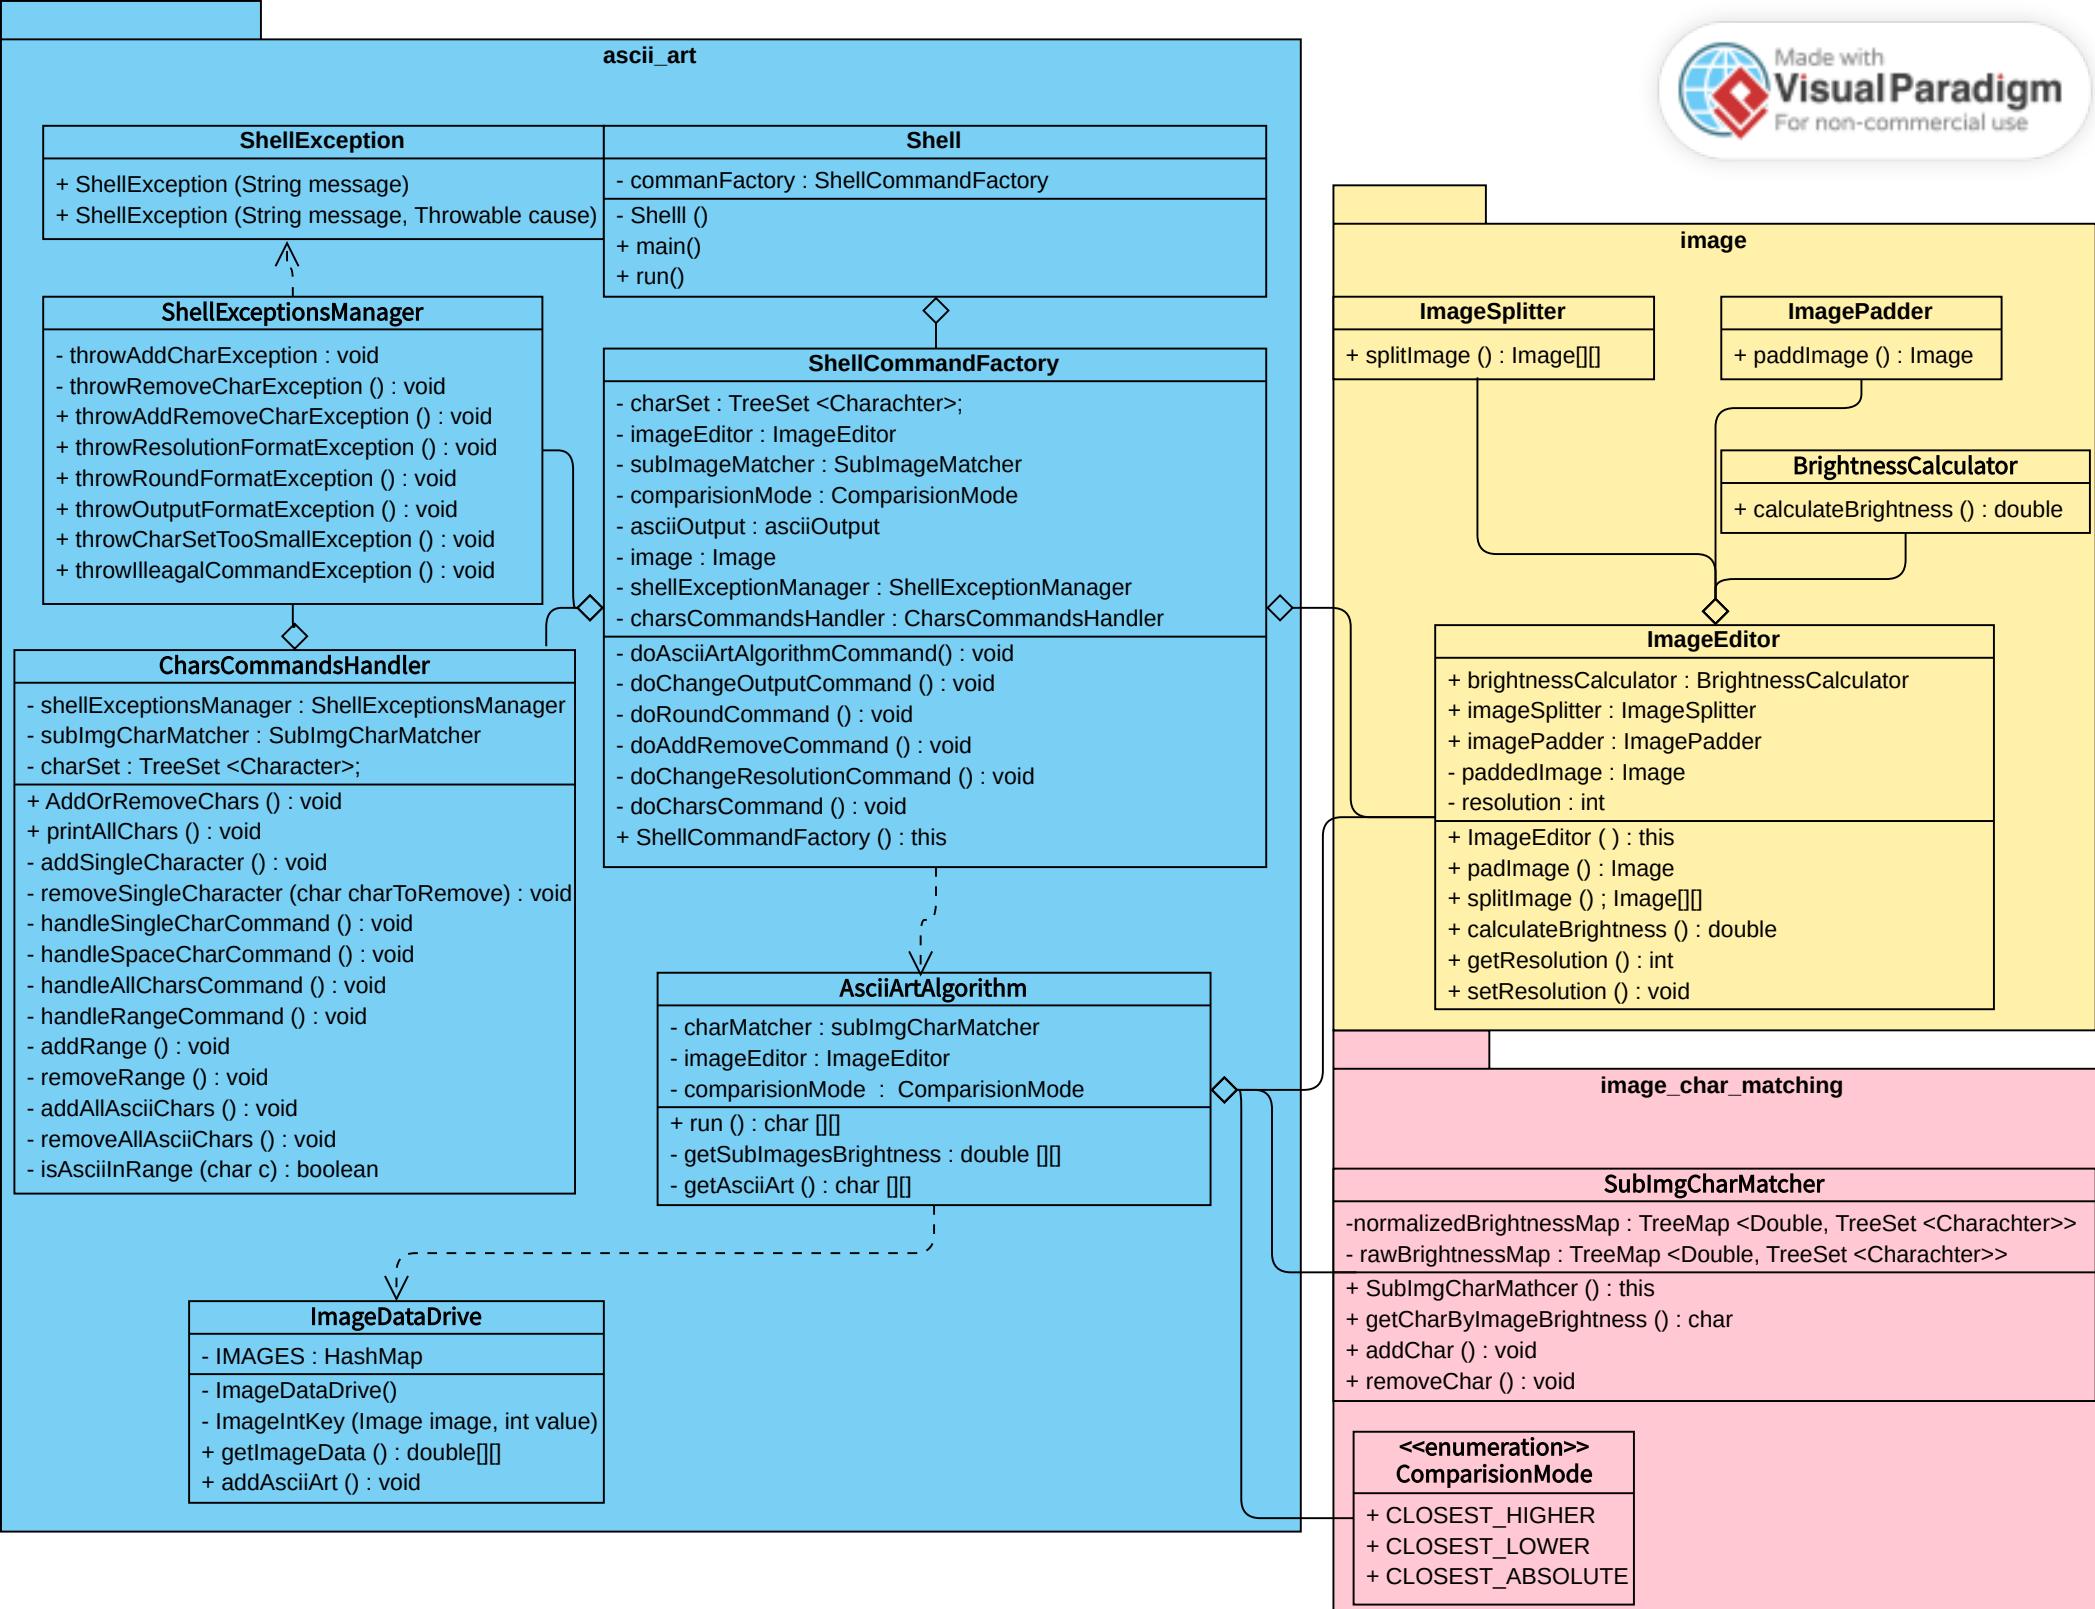 ascii_art
ShellException
+ ShellException (String message)
+ ShellException (String message, Throwable cause)
Shell
- commanFactory : ShellCommandFactory
- Shelll ()
+ main()
+ run()
ShellExceptionsManager
- throwAddCharException : void
- throwRemoveCharException () : void
+ throwAddRemoveCharException () : void
+ throwResolutionFormatException () : void
+ throwRoundFormatException () : void
+ throwOutputFormatException () : void
+ throwCharSetTooSmallException () : void
+ throwIlleagalCommandException () : void
ShellCommandFactory
- charSet : TreeSet <Charachter>;
- imageEditor : ImageEditor
- subImageMatcher : SubImageMatcher
- comparisionMode : ComparisionMode
- asciiOutput : asciiOutput
- image : Image
- shellExceptionManager : ShellExceptionManager
- charsCommandsHandler : CharsCommandsHandler
- doAsciiArtAlgorithmCommand() : void
- doChangeOutputCommand () : void
- doRoundCommand () : void
- doAddRemoveCommand () : void
- doChangeResolutionCommand () : void
- doCharsCommand () : void
+ ShellCommandFactory () : this
CharsCommandsHandler
- shellExceptionsManager : ShellExceptionsManager
- subImgCharMatcher : SubImgCharMatcher
- charSet : TreeSet <Character>;
+ AddOrRemoveChars () : void
+ printAllChars () : void
- addSingleCharacter () : void
- removeSingleCharacter (char charToRemove) : void
- handleSingleCharCommand () : void
- handleSpaceCharCommand () : void
- handleAllCharsCommand () : void
- handleRangeCommand () : void
- addRange () : void
- removeRange () : void
- addAllAsciiChars () : void
- removeAllAsciiChars () : void
- isAsciiInRange (char c) : boolean
AsciiArtAlgorithm
- charMatcher : subImgCharMatcher
- imageEditor : ImageEditor
- comparisionMode : ComparisionMode
+ run () : char [][]
- getSubImagesBrightness : double [][]
- getAsciiArt () : char [][]
ImageDataDrive
- IMAGES : HashMap
- ImageDataDrive()
- ImageIntKey (Image image, int value)
+ getImageData () : double[][]
+ addAsciiArt () : void
Made with
Visual Paradigm
For non-commercial use
image
ImageSplitter
+ splitImage () : Image[][]
ImagePadder
+ paddImage () : Image
BrightnessCalculator
+ calculateBrightness () : double
ImageEditor
+ brightnessCalculator : BrightnessCalculator
+ imageSplitter : ImageSplitter
+ imagePadder : ImagePadder
- paddedImage : Image
- resolution : int
+ ImageEditor ( ) : this
+ padImage () : Image
+ splitImage () ; Image[][]
+ calculateBrightness () : double
+ getResolution () : int
+ setResolution () : void
image_char_matching
SubImgCharMatcher
-normalizedBrightnessMap : TreeMap <Double, TreeSet <Charachter>>
- rawBrightnessMap : TreeMap <Double, TreeSet <Charachter>>
+ SubImgCharMathcer () : this
+ getCharByImageBrightness () : char
+ addChar () : void
+ removeChar () : void
<<enumeration>>
ComparisionMode
+ CLOSEST_HIGHER
+ CLOSEST_LOWER
+ CLOSEST_ABSOLUTE